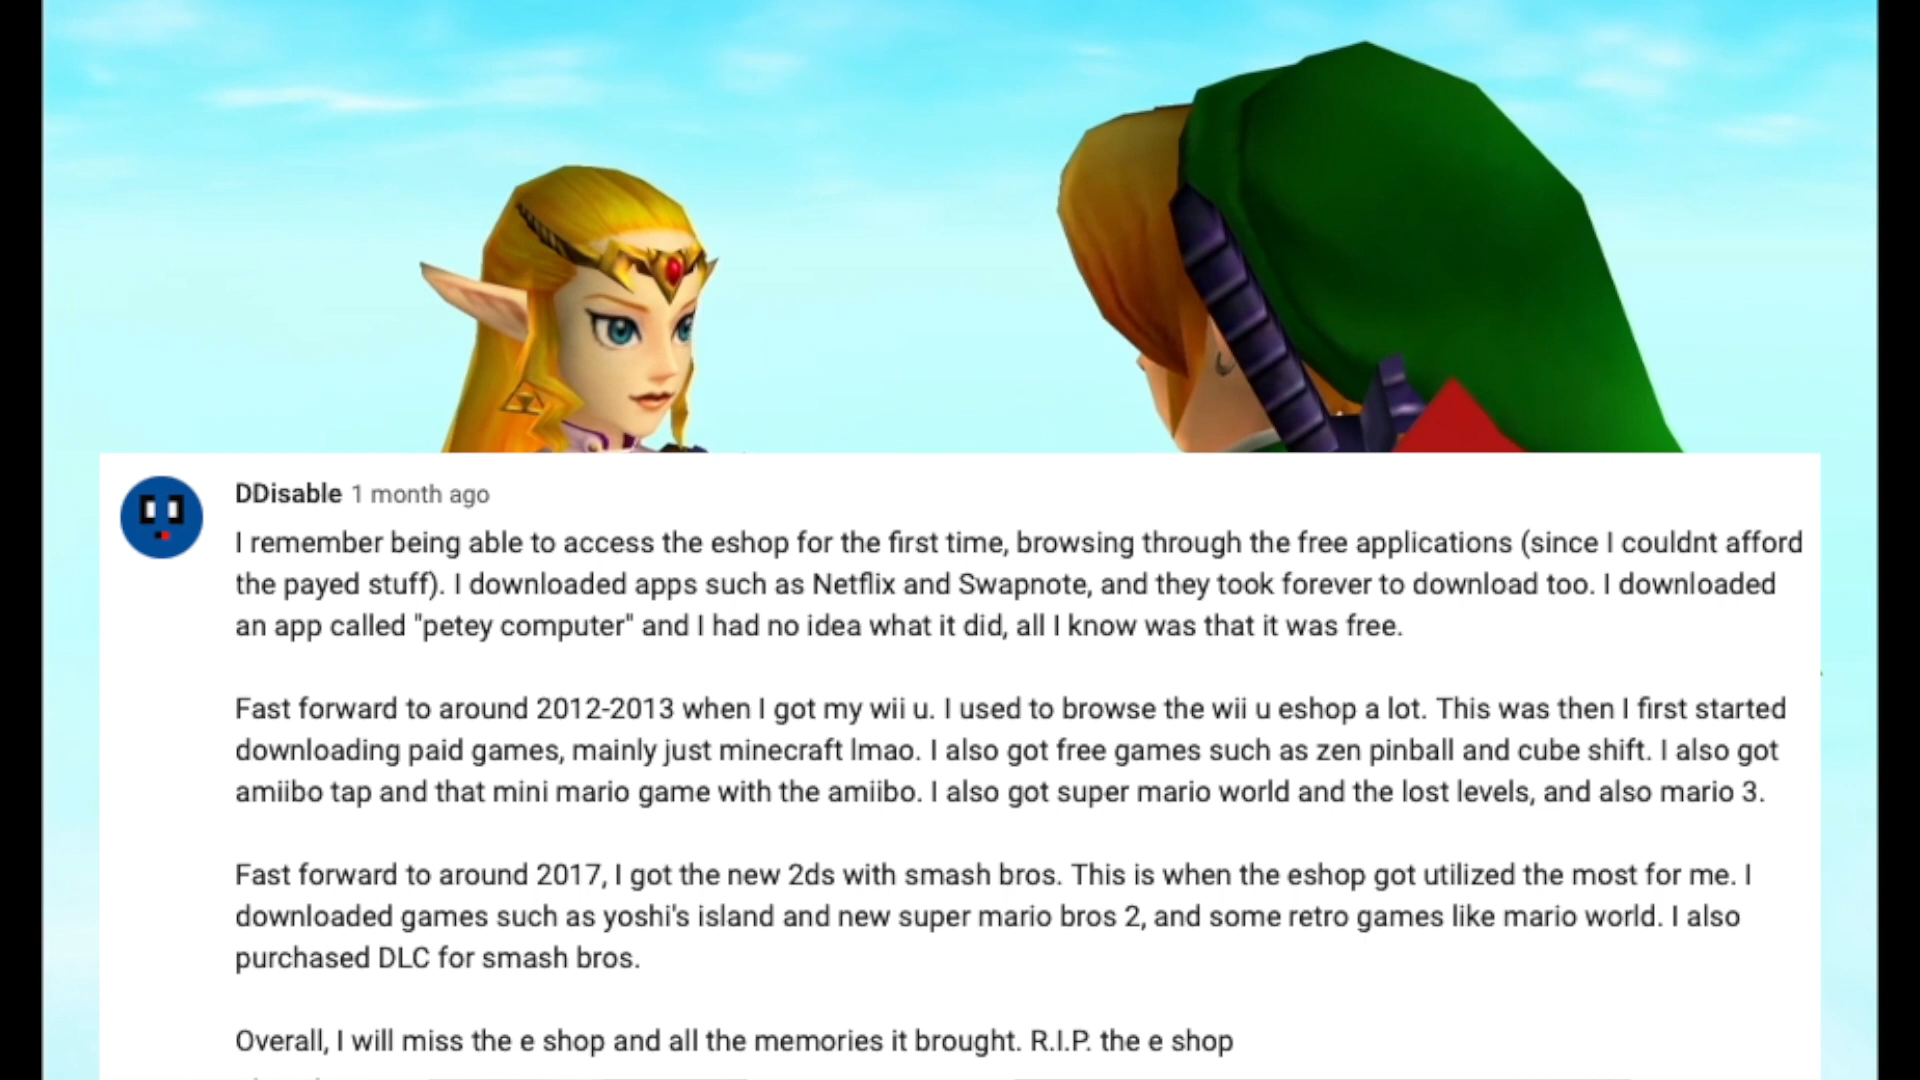 DDisable 1 month ago
I remember being able to access the eshop for the first time, browsing through the free applications (since I couldnt afford
the payed stuff). I downloaded apps such as Netflix and Swapnote, and they took forever to download too. I downloaded
an app called "petey computer" and I had no idea what it did, all I know was that it was free.
Fast forward to around 2012-2013 when I got my wii u. I used to browse the wii u eshop a lot. This was then I first started
downloading paid games, mainly just minecraft lmao. I also got free games such as zen pinball and cube shift. I also got
amiibo tap and that mini mario game with the amiibo. I also got super mario world and the lost levels, and also mario 3.
Fast forward to around 2017, I got the new 2ds with smash bros. This is when the eshop got utilized the most for me. I
downloaded games such as yoshi's island and new super mario bros 2, and some retro games like mario world. I also
purchased DLC for smash bros.
Overall, I will miss the e shop and all the memories it brought. R.I.P. the e shop